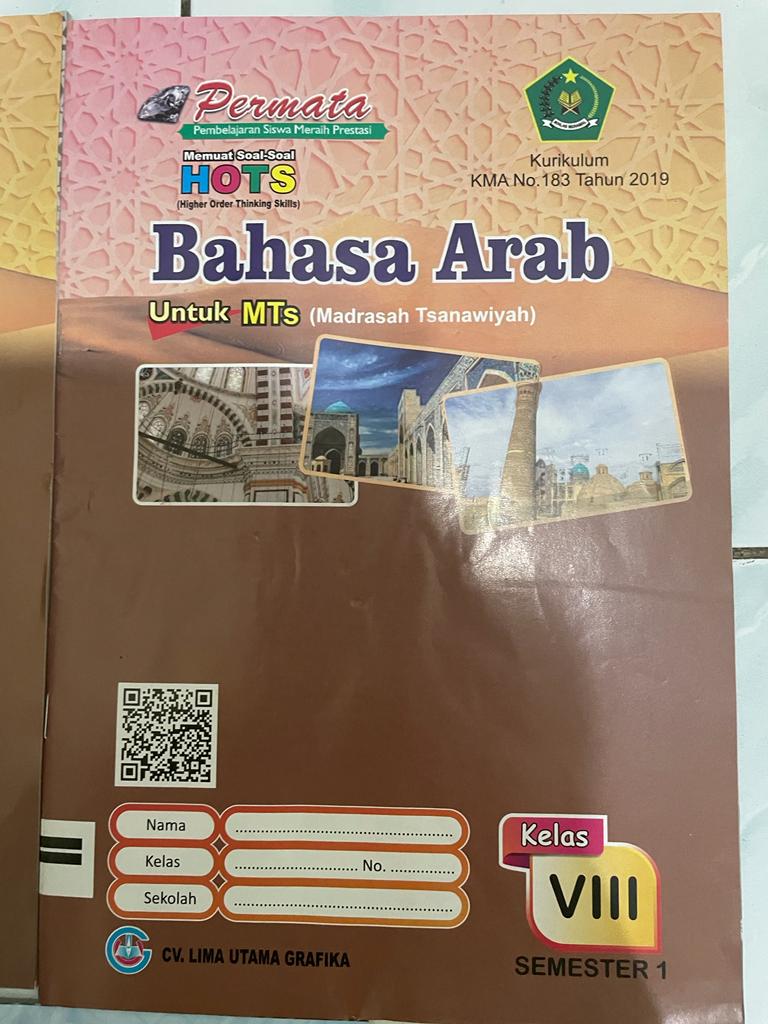 Permata
Pembelajaran Siswa Meraih Prestasi
Memuat Soal-Soal
HOTS
(Higher Order Thinking Skills)
Kurikulum
KMA No.183 Tahun 2019
Bahasa Arab
Untuk MTs (Madrasah Tsanawiyah)
Nama ............................................
Kelas ......................... No. .............
Sekolah ............................................
Kelas
VIII
SEMESTER 1
CV. LIMA UTAMA GRAFIKA